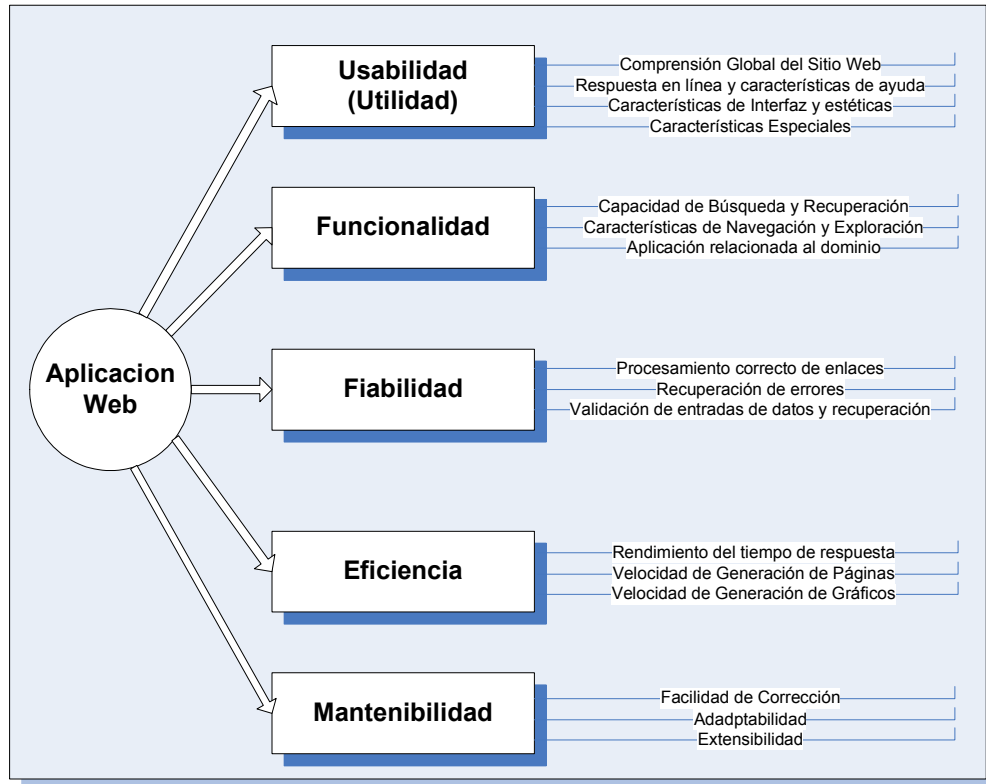 Usabilidad
(Utilidad)
Comprensión Global del Sitio Web
Respuesta en línea y características de ayuda
Características de Interfaz y estéticas
Características Especiales
Funcionalidad
Capacidad de Búsqueda y Recuperación
Características de Navegación y Exploración
Aplicación relacionada al dominio
Aplicacion
Web
Fiabilidad
Procesamiento correcto de enlaces
Recuperación de errores
Validación de entradas de datos y recuperación
Eficiencia
Rendimiento del tiempo de respuesta
Velocidad de Generación de Páginas
Velocidad de Generación de Gráficos
Mantenibilidad
Facilidad de Corrección
Adadptabilidad
Extensibilidad